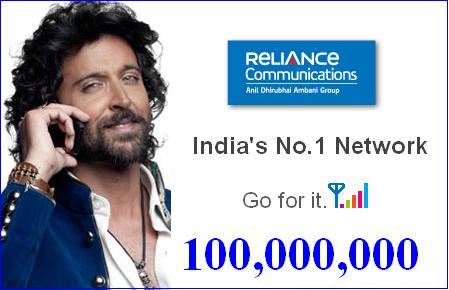 RELIANCE
Communications
Anil Dhirubhai Ambani Group
India's No.1 Network
Go for it.
100,000,000